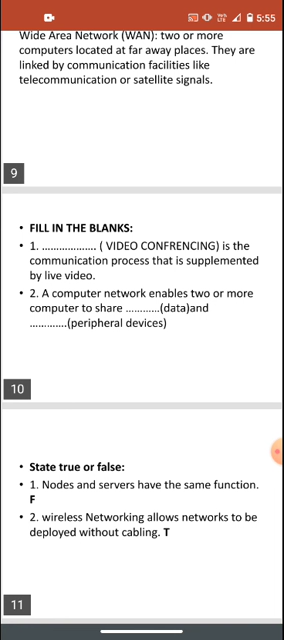 5:55
Wide Area Network (WAN): two or more
computers located at far away places. They are
linked by communication facilities like
telecommunication or satellite signals.
9
• FILL IN THE BLANKS:
• 1. ................... ( VIDEO CONFRENCING) is the
communication process that is supplemented
by live video.
• 2. A computer network enables two or more
computer to share ............(data)and
.............(peripheral devices)
10
• State true or false:
• 1. Nodes and servers have the same function.
F
• 2. wireless Networking allows networks to be
deployed without cabling. T
11